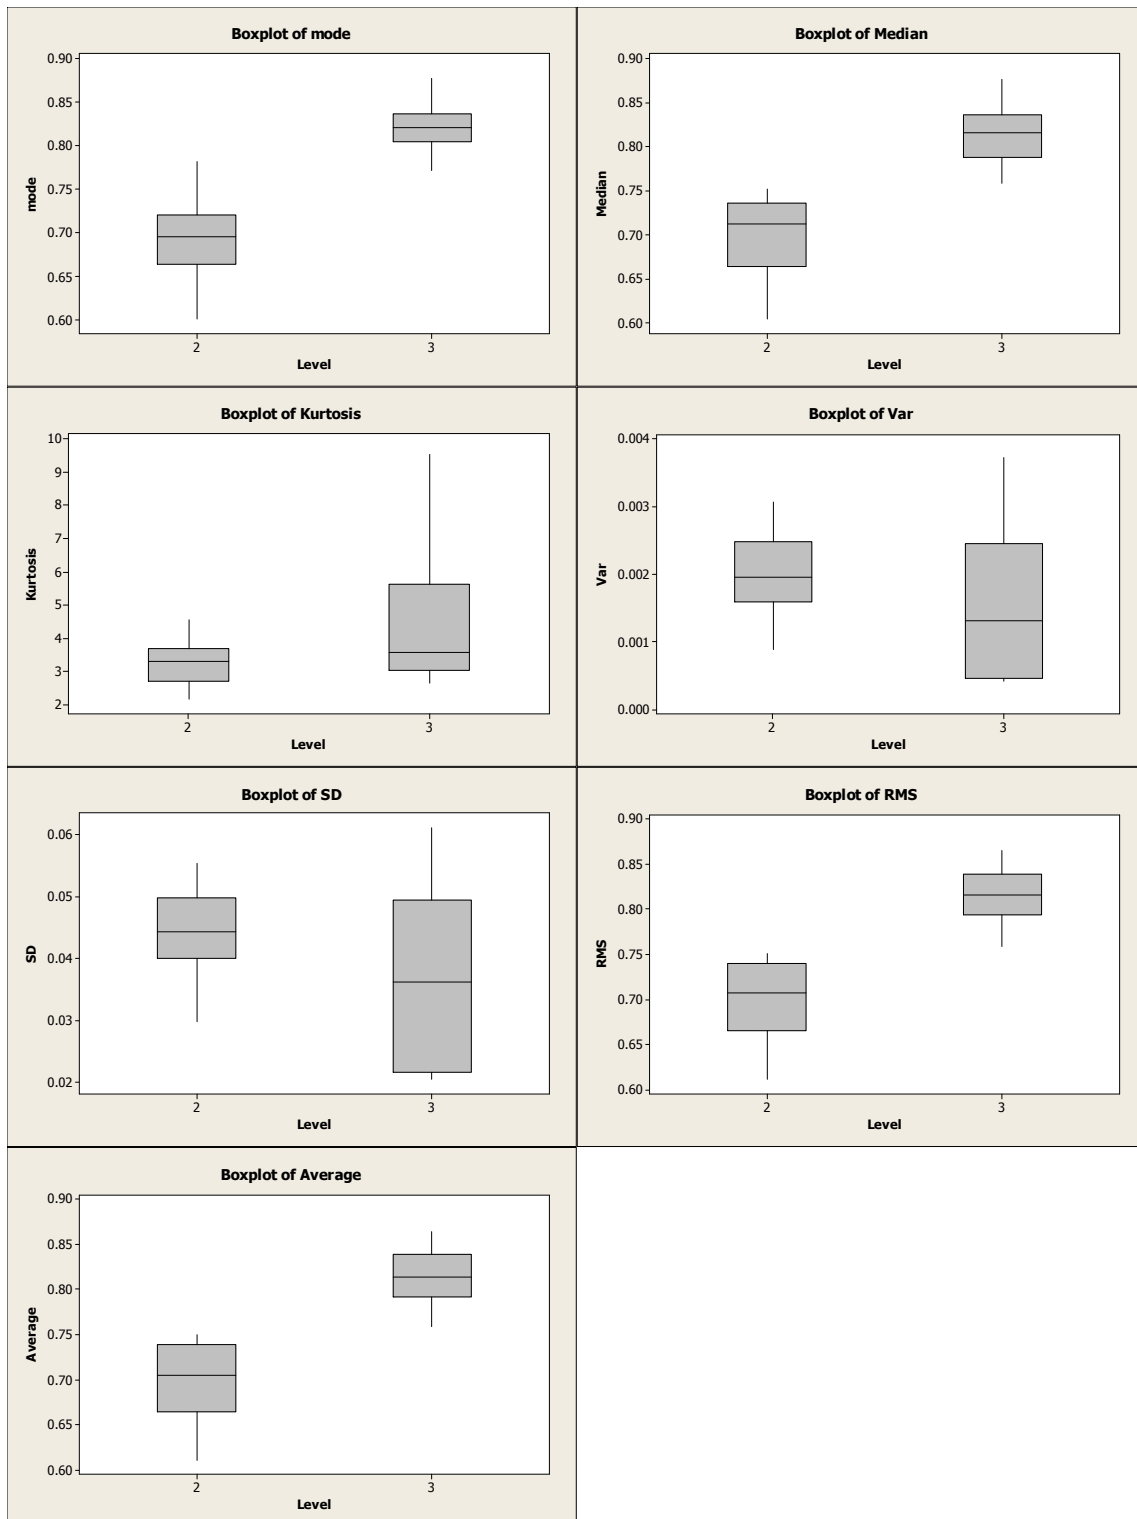 Boxplot of mode
0.90
0.85
0.80
0.75
0.70
0.65
0.60
mode
2 3
Level
Boxplot of Median
0.90
0.85
0.80
0.75
0.70
0.65
0.60
Median
2 3
Level
Boxplot of Kurtosis
10
9
8
7
6
5
4
3
2
Kurtosis
2 3
Level
Boxplot of Var
0.004
0.003
0.002
0.001
0.000
Var
2 3
Level
Boxplot of SD
0.06
0.05
0.04
0.03
0.02
SD
2 3
Level
Boxplot of RMS
0.90
0.85
0.80
0.75
0.70
0.65
0.60
RMS
2 3
Level
Boxplot of Average
0.90
0.85
0.80
0.75
0.70
0.65
0.60
Average
2 3
Level